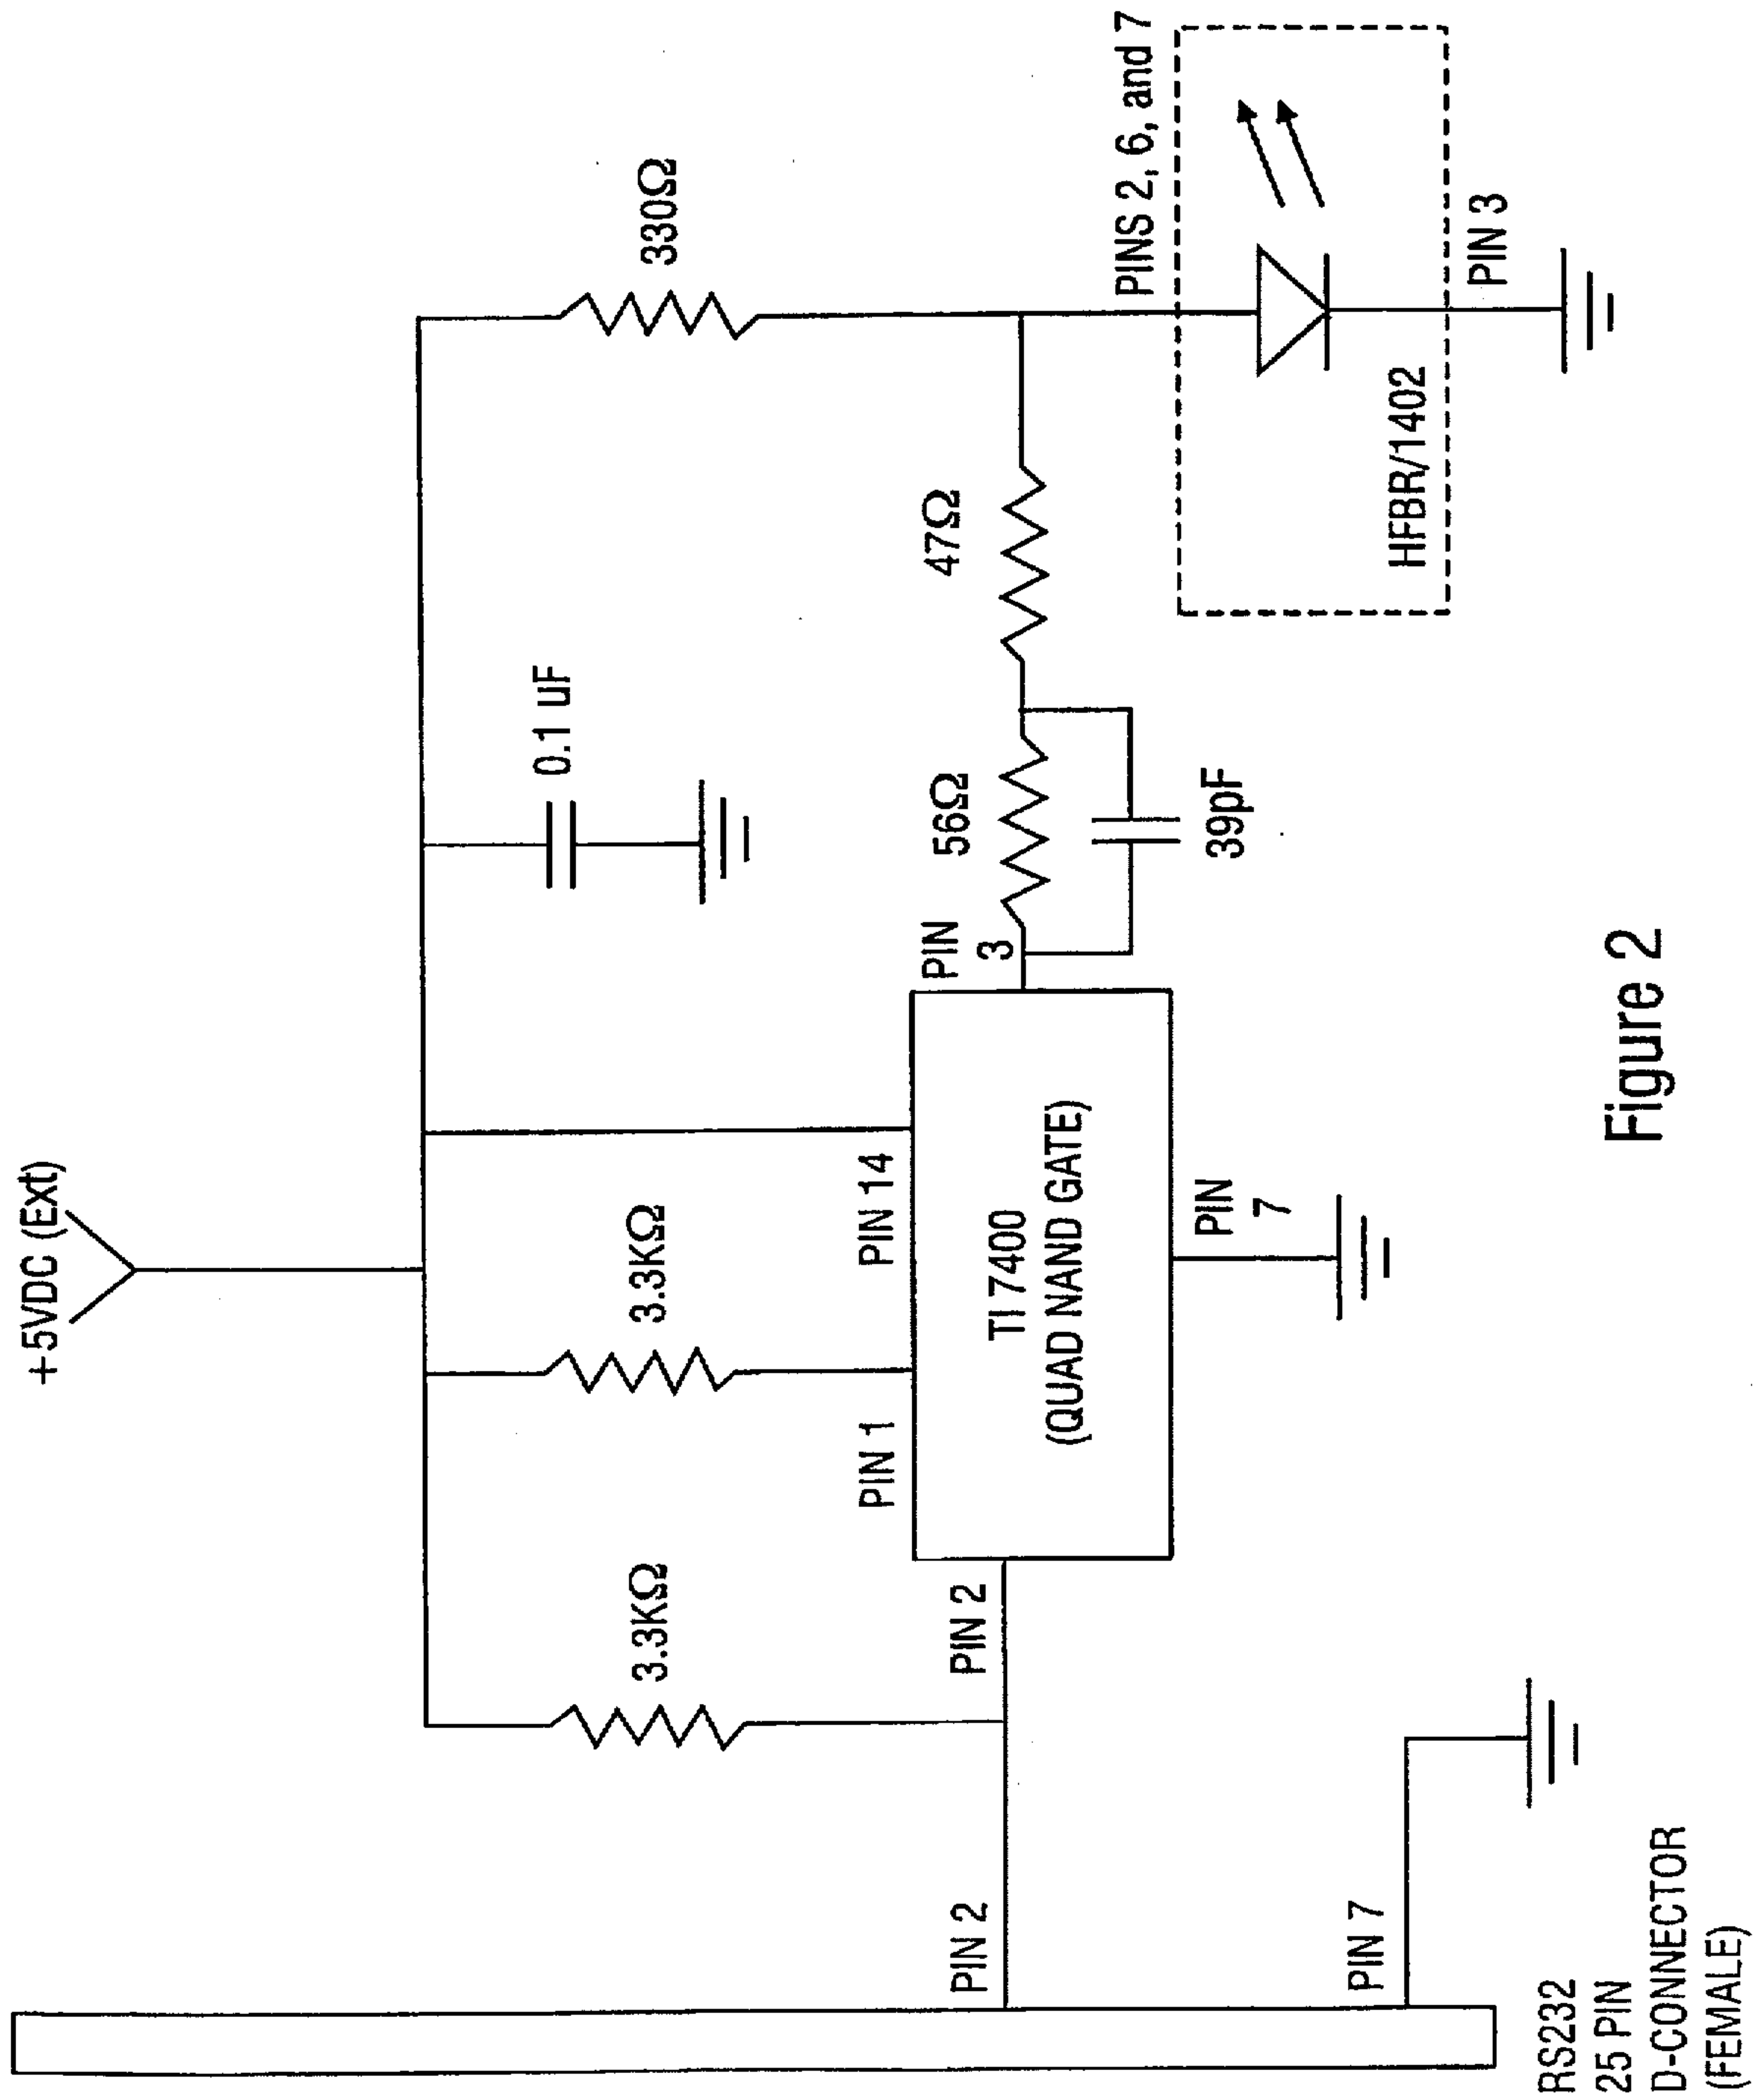 +5VDC (Ext)
3.3KΩ
3.3KΩ
0.1 uF
330Ω
PIN 1
PIN 14
PIN
3
56Ω
47Ω
39pF
PIN 2
PIN 2
TI 7400
(QUAD NAND GATE)
PIN
7
PINS 2, 6, and 7
HFBR/1402
PIN 3
PIN 7
RS232
25 PIN
D-CONNECTOR
(FEMALE)
Figure 2